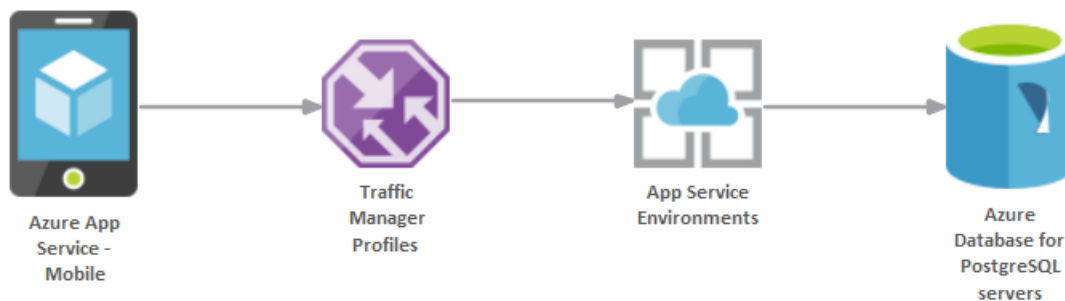 Azure App
Service -
Mobile
Traffic
Manager
Profiles
App Service
Environments
Azure
Database for
PostgreSQL
servers